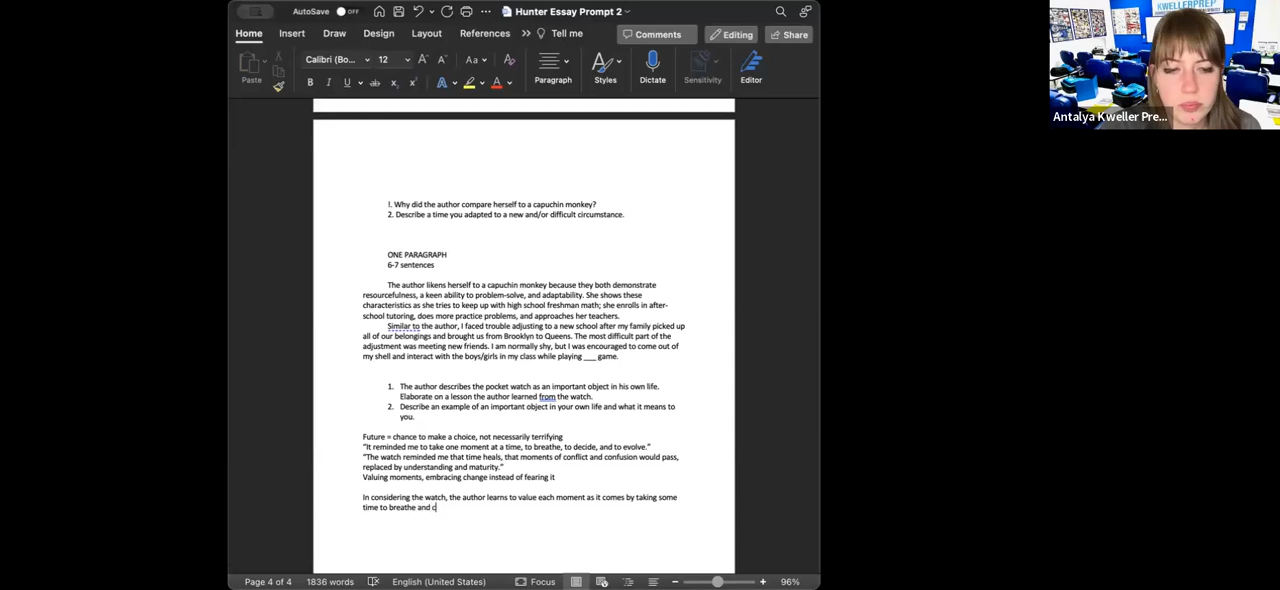 AutoSave OFF
Hunter Essay Prompt 2
Home Insert Draw Design Layout References Tell me
Comments Editing Share
Calibri (Bo... 12
Paste
Paragraph Styles Dictate Sensitivity Editor
!. Why did the author compare herself to a capuchin monkey?
2. Describe a time you adapted to a new and/or difficult circumstance.
ONE PARAGRAPH
6-7 sentences
The author likens herself to a capuchin monkey because they both demonstrate
resourcefulness, a keen ability to problem-solve, and adaptability. She shows these
characteristics as she tries to keep up with high school freshman math; she enrolls in after-
school tutoring, does more practice problems, and approaches her teachers.
Similar to the author, I faced trouble adjusting to a new school after my family picked up
all of our belongings and brought us from Brooklyn to Queens. The most difficult part of the
adjustment was meeting new friends. I am normally shy, but I was encouraged to come out of
my shell and interact with the boys/girls in my class while playing ___ game.
1. The author describes the pocket watch as an important object in his own life.
Elaborate on a lesson the author learned from the watch.
2. Describe an example of an important object in your own life and what it means to
you.
Future = chance to make a choice, not necessarily terrifying
"It reminded me to take one moment at a time, to breathe, to decide, and to evolve."
"The watch reminded me that time heals, that moments of conflict and confusion would pass,
replaced by understanding and maturity."
Valuing moments, embracing change instead of fearing it
In considering the watch, the author learns to value each moment as it comes by taking some
time to breathe and c
Page 4 of 4 1836 words English (United States) Focus 96%
KWELLERPREP
Antalya Kweller Pre...